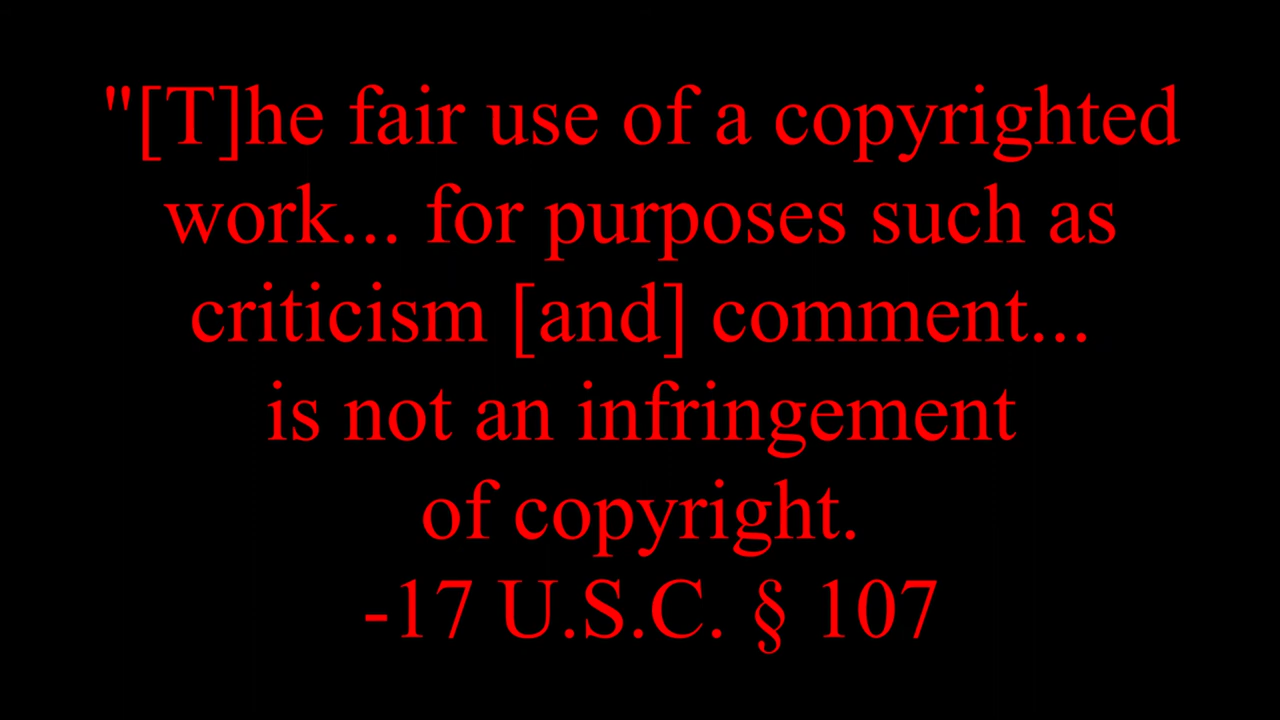 "[T]he fair use of a copyrighted
work... for purposes such as
criticism [and] comment...
is not an infringement
of copyright.
-17 U.S.C. § 107